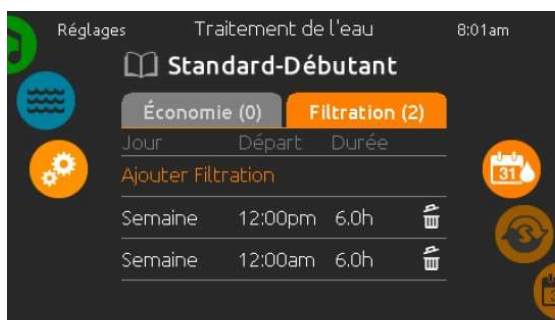 Réglages Traitement de l'eau 8:01am
Standard-Débutant
Économie (0) Filtration (2)
Jour Départ Durée
Ajouter Filtration
31
Semaine 12:00pm 6.0h
Semaine 12:00am 6.0h